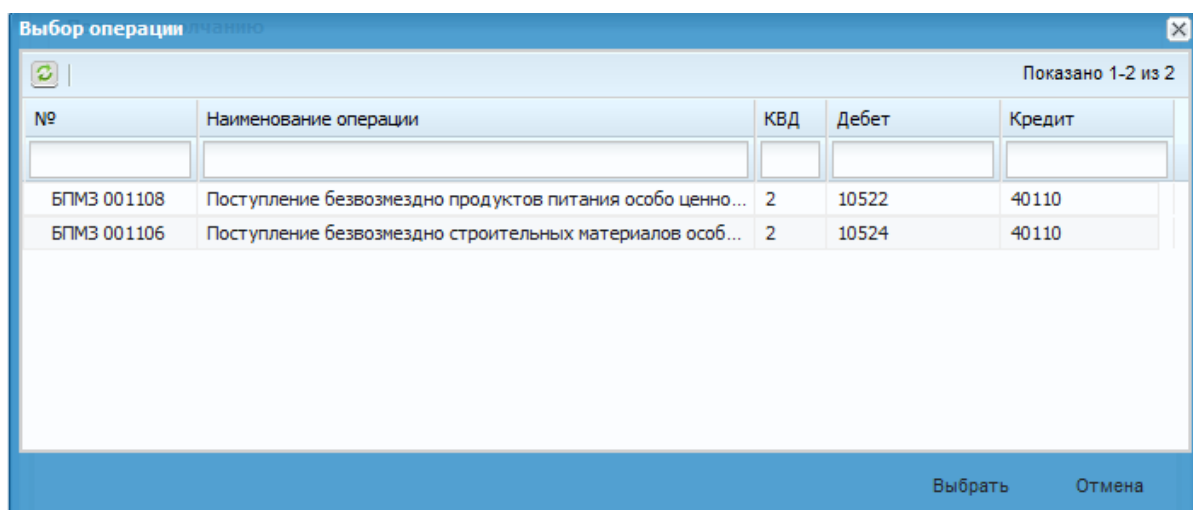 Выбор операции
Показано 1-2 из 2
№ Наименование операции КВД Дебет Кредит
БПМЗ 001108 Поступление безвозмездно продуктов питания особо ценно... 2 10522 40110
БПМЗ 001106 Поступление безвозмездно строительных материалов особ... 2 10524 40110
Выбрать Отмена